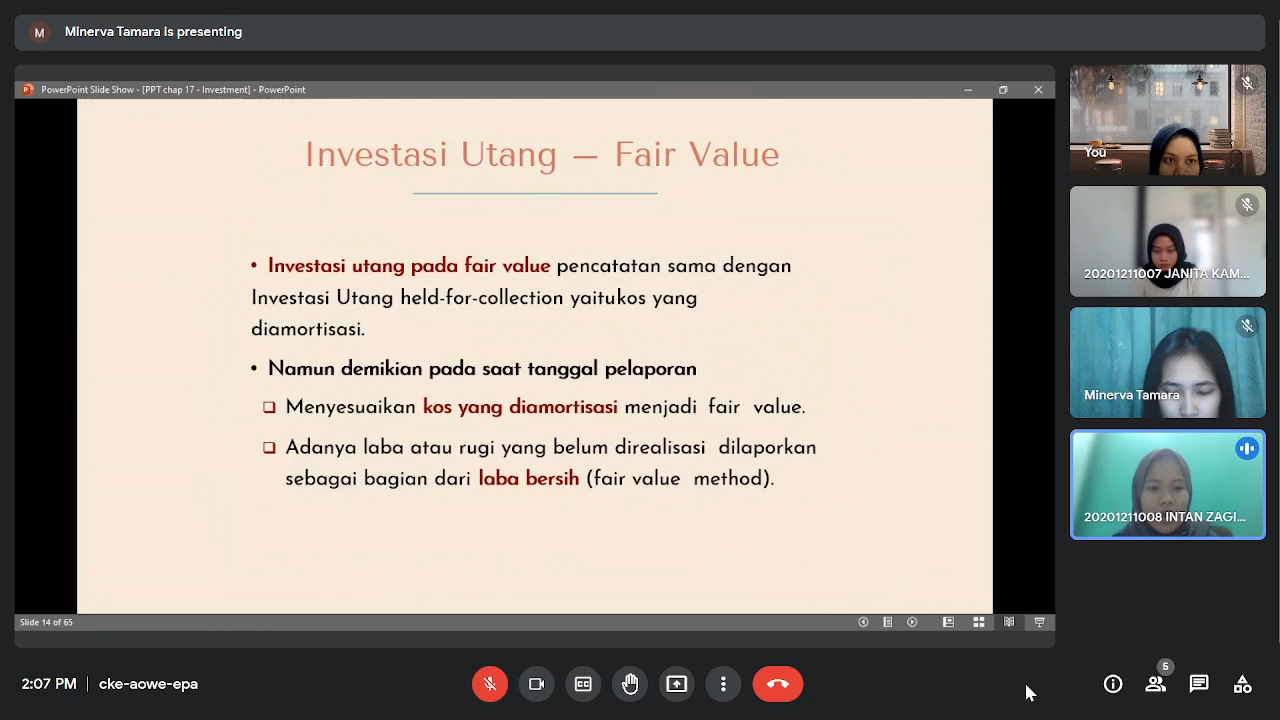 M
Minerva Tamara is presenting
PowerPoint Slide Show - [PPT chap 17 - Investment] - PowerPoint
Investasi Utang – Fair Value
• Investasi utang pada fair value pencatatan sama dengan
Investasi Utang held-for-collection yaitukos yang
diamortisasi.
• Namun demikian pada saat tanggal pelaporan
❑ Menyesuaikan kos yang diamortisasi menjadi fair value.
❑ Adanya laba atau rugi yang belum direalisasi dilaporkan
sebagai bagian dari laba bersih (fair value method).
Slide 14 of 65
You
20201211007 JANITA KAM...
Minerva Tamara
20201211008 INTAN ZAGI...
2:07 PM | cke-aowe-epa
5